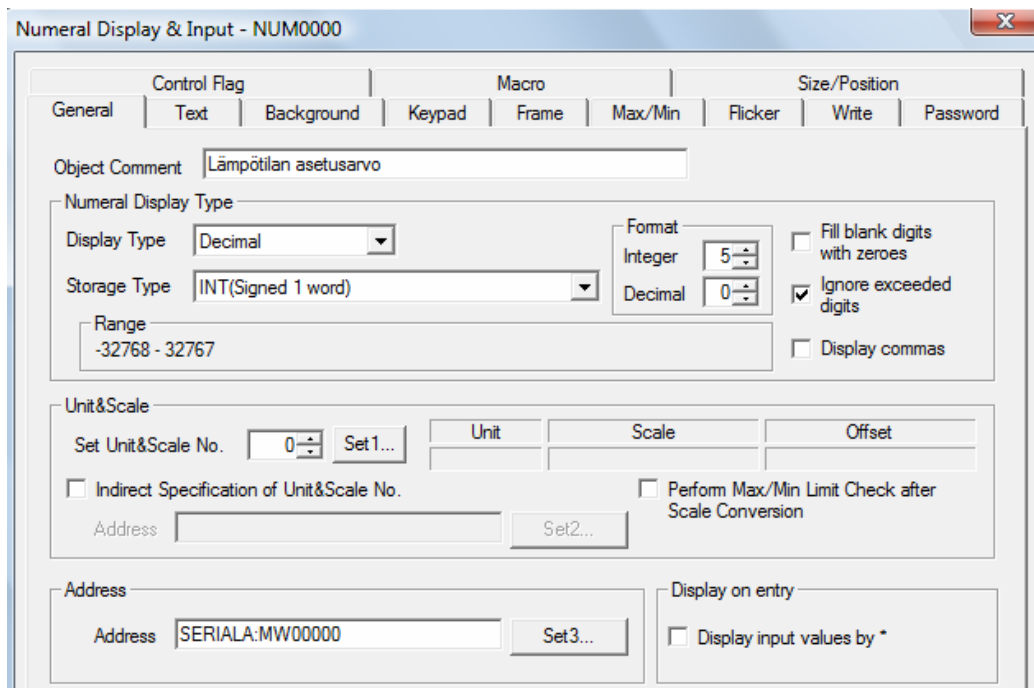 Numeral Display & Input - NUM0000
Control Flag Macro Size/Position
General Text Background Keypad Frame Max/Min Flicker Write Password
Object Comment Lämpötilan asetusarvo
Numeral Display Type
Display Type Decimal
Storage Type INT(Signed 1 word)
Format
Integer 5
Decimal 0
Fill blank digits
with zeroes
Ignore exceeded
digits
Display commas
Range
-32768 - 32767
Unit&Scale
Set Unit&Scale No. 0 Set1...
Unit Scale Offset
Indirect Specification of Unit&Scale No.
Perform Max/Min Limit Check after
Scale Conversion
Address Set2...
Address
Address SERIALA:MW00000 Set3...
Display on entry
Display input values by *